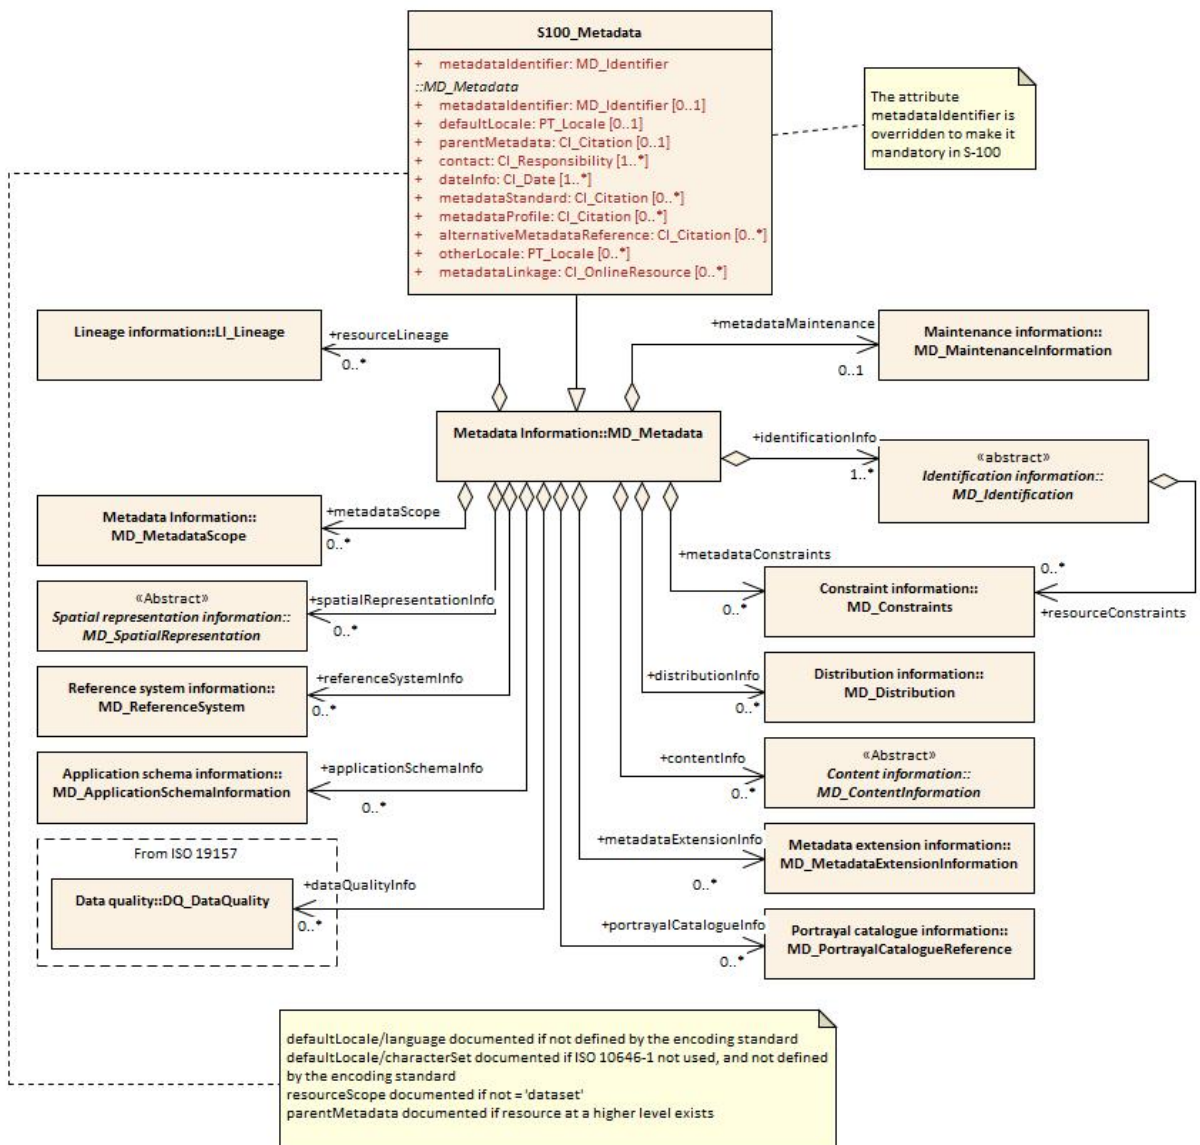 S100_Metadata
+ metadataIdentifier: MD_Identifier
::MD_Metadata
+ metadataIdentifier: MD_Identifier [0..1]
+ defaultLocale: PT_Locale [0..1]
+ parentMetadata: CI_Citation [0..1]
+ contact: CI_Responsibility [1..*]
+ dateInfo: CI_Date [1..*]
+ metadataStandard: CI_Citation [0..*]
+ metadataProfile: CI_Citation [0..*]
+ alternativeMetadataReference: CI_Citation [0..*]
+ otherLocale: PT_Locale [0..*]
+ metadataLinkage: CI_OnlineResource [0..*]
The attribute
metadataIdentifier is
overridden to make it
mandatory in S-100
Lineage information::LI_Lineage
+resourceLineage
0..*
+metadataMaintenance
0..1
Maintenance information::
MD_MaintenanceInformation
Metadata Information::MD_Metadata
+identificationInfo
1..*
«abstract»
Identification information::
MD_Identification
Metadata Information::
MD_MetadataScope
+metadataScope
0..*
+metadataConstraints
0..*
Constraint information::
MD_Constraints
0..*
+resourceConstraints
«Abstract»
Spatial representation information::
MD_SpatialRepresentation
+spatialRepresentationInfo
0..*
Reference system information::
MD_ReferenceSystem
+referenceSystemInfo
0..*
+distributionInfo
0..*
Distribution information::
MD_Distribution
Application schema information::
MD_ApplicationSchemaInformation
+applicationSchemaInfo
0..*
+contentInfo
0..*
«Abstract»
Content information::
MD_ContentInformation
From ISO 19157
Data quality::DQ_DataQuality
+dataQualityInfo
0..*
+metadataExtensionInfo
0..*
Metadata extension information::
MD_MetadataExtensionInformation
+portrayalCatalogueInfo
0..*
Portrayal catalogue information::
MD_PortrayalCatalogueReference
defaultLocale/language documented if not defined by the encoding standard
defaultLocale/characterSet documented if ISO 10646-1 not used, and not defined
by the encoding standard
resourceScope documented if not = 'dataset'
parentMetadata documented if resource at a higher level exists